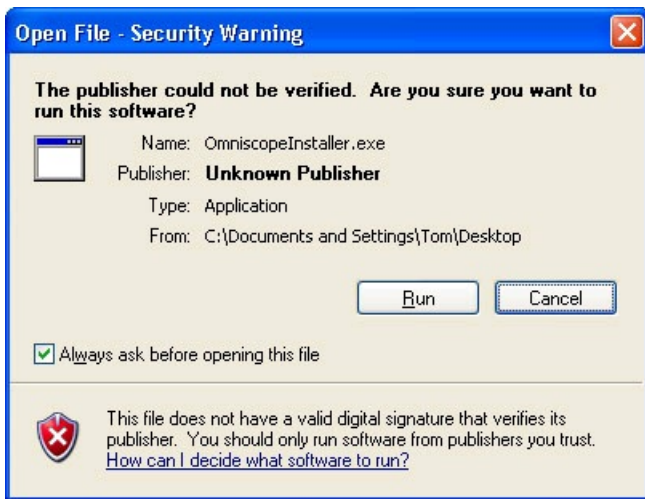 Open File - Security Warning
The publisher could not be verified.  Are you sure you want to
run this software?
Name: OmniscopeInstaller.exe
Publisher: Unknown Publisher
Type: Application
From: C:\Documents and Settings\Tom\Desktop
Run Cancel
Always ask before opening this file
This file does not have a valid digital signature that verifies its
publisher.  You should only run software from publishers you trust.
How can I decide what software to run?